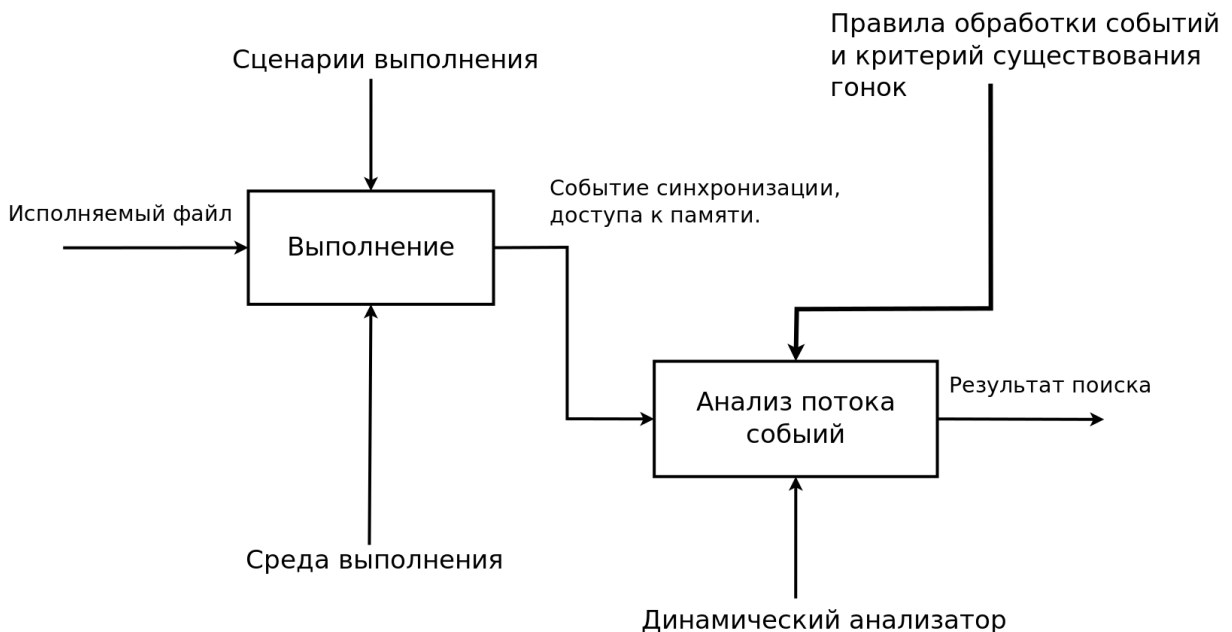 Правила обработки событий
и критерий существования
гонок
Сценарии выполнения
Событие синхронизации,
доступа к памяти.
Исполняемый файл
Выполнение
Результат поиска
Анализ потока
собыий
Среда выполнения
Динамический анализатор